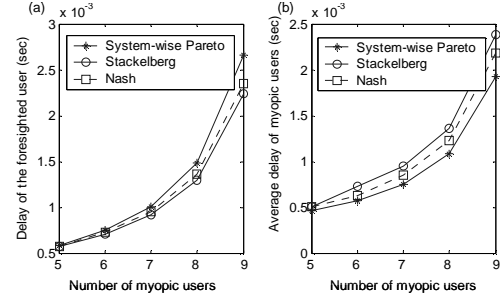 (a)
x 10⁻³
3
2.5
2
1.5
1
0.5
5
6
7
8
9
Delay of the foresighted user (sec)
Number of myopic users
System-wise Pareto
Stackelberg
Nash
(b)
x 10⁻³
2.5
2
1.5
1
0.5
0
5
6
7
8
9
Average delay of myopic users (sec)
Number of myopic users
System-wise Pareto
Stackelberg
Nash